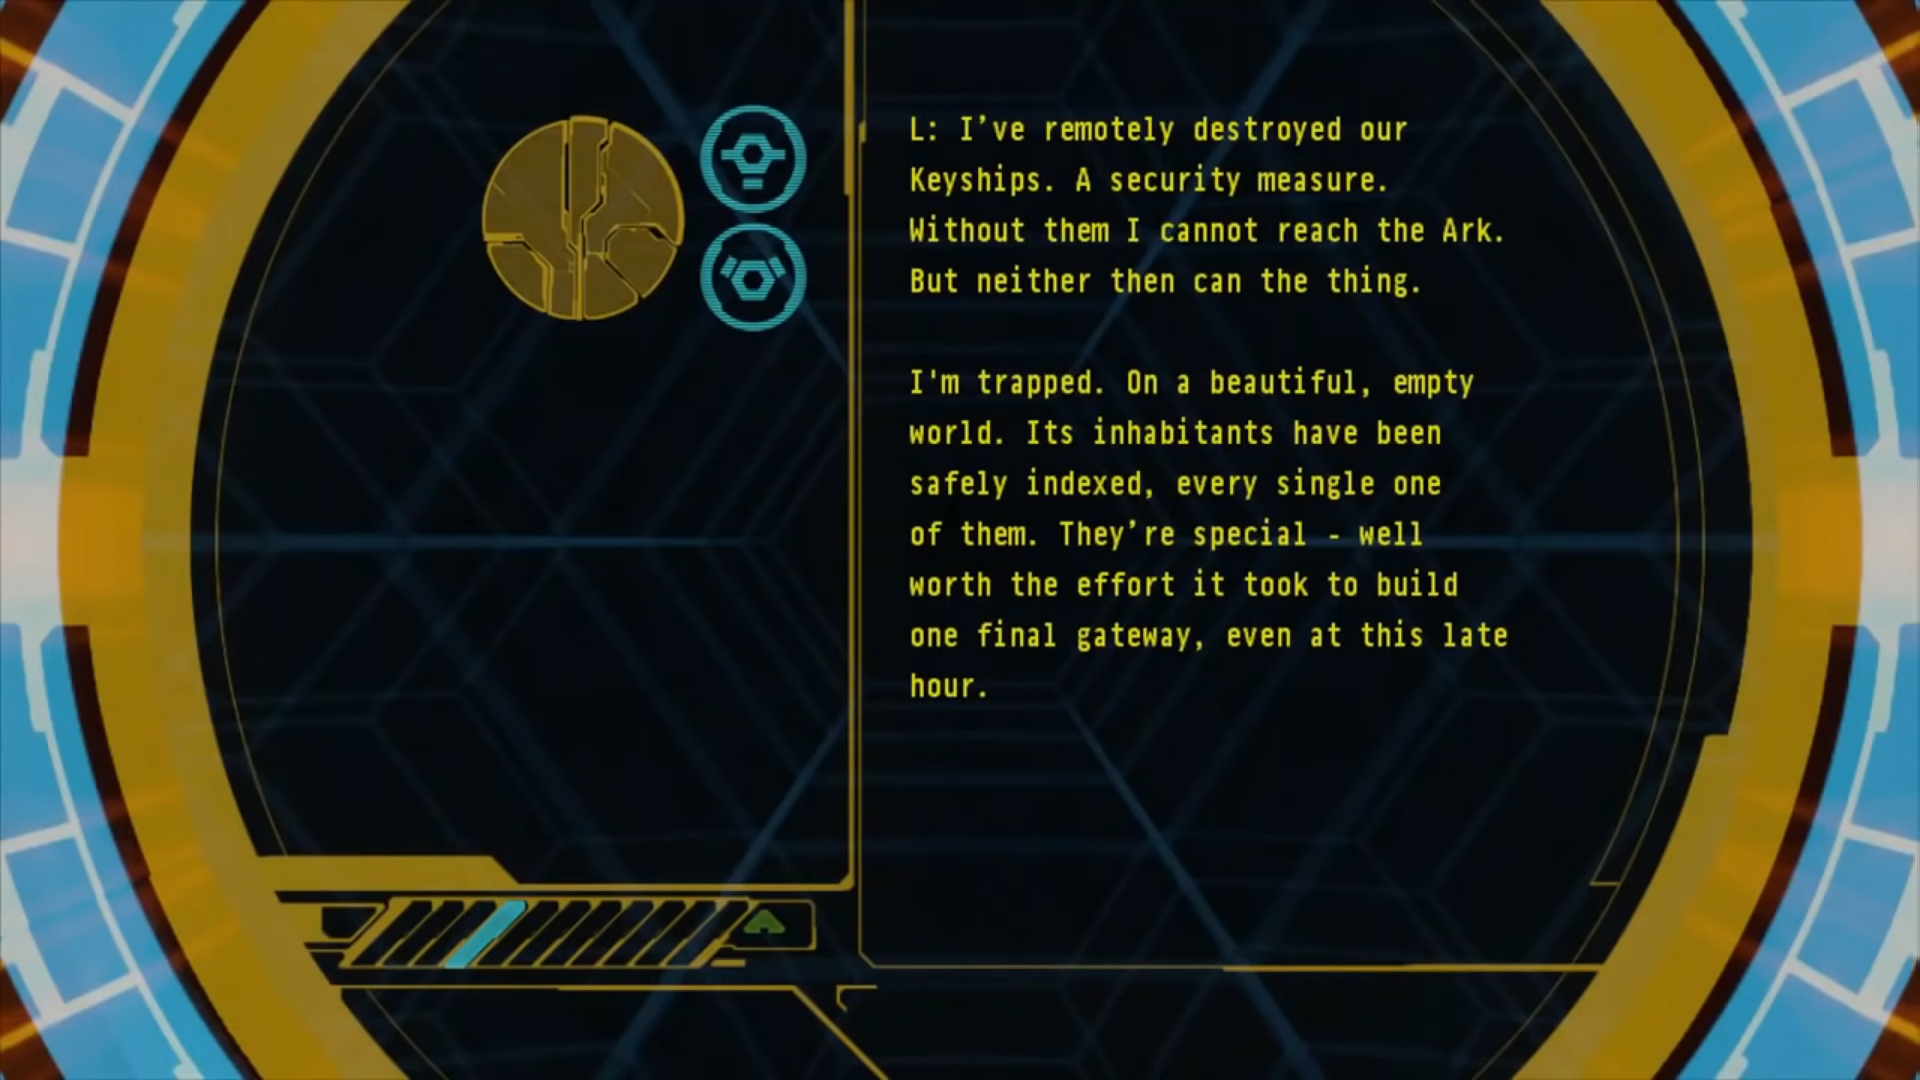 L: I’ve remotely destroyed our
Keyships. A security measure.
Without them I cannot reach the Ark.
But neither then can the thing.
I'm trapped. On a beautiful, empty
world. Its inhabitants have been
safely indexed, every single one
of them. They’re special - well
worth the effort it took to build
one final gateway, even at this late
hour.